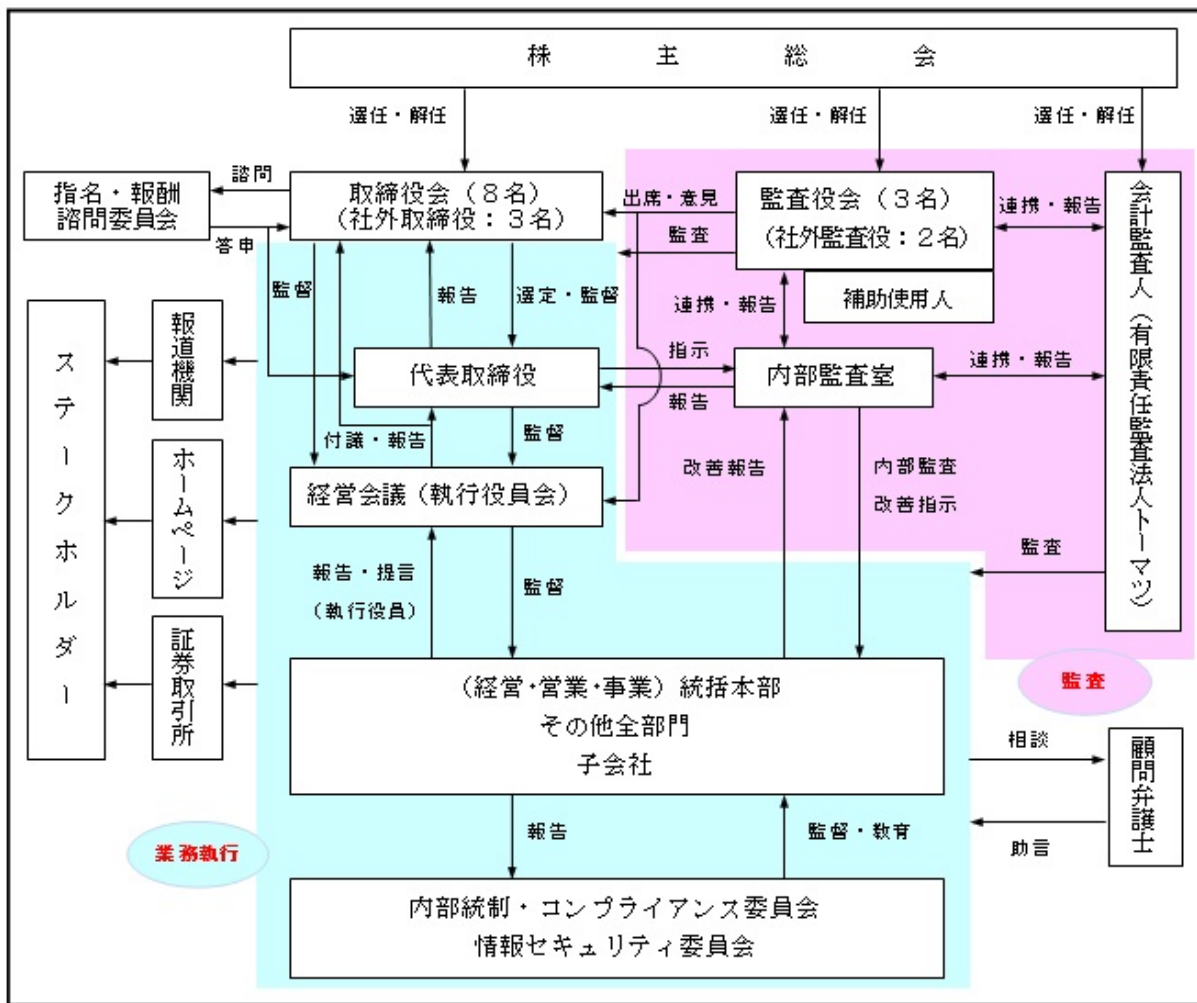 株主総会
選任・解任
選任・解任
選任・解任
指名・報酬
諮問委員会
諮問
答申
取締役会（８名）
（社外取締役：３名）
出席・意見
監査
監査役会（３名）
（社外監査役：２名）
補助使用人
連携・報告
会計監査人（有限責任監査法人トーマツ）
監督
報告
選定・監督
連携・報告
代表取締役
指示
報告
内部監査室
連携・報告
付議・報告
監督
改善報告
内部監査
改善指示
経営会議（執行役員会）
監査
報告・提言
（執行役員）
監督
ステークホルダー
報道機関
ホームページ
証券取引所
（経営・営業・事業）統括本部
その他全部門
子会社
監査
相談
助言
顧問弁護士
報告
監督・教育
業務執行
内部統制・コンプライアンス委員会
情報セキュリティ委員会